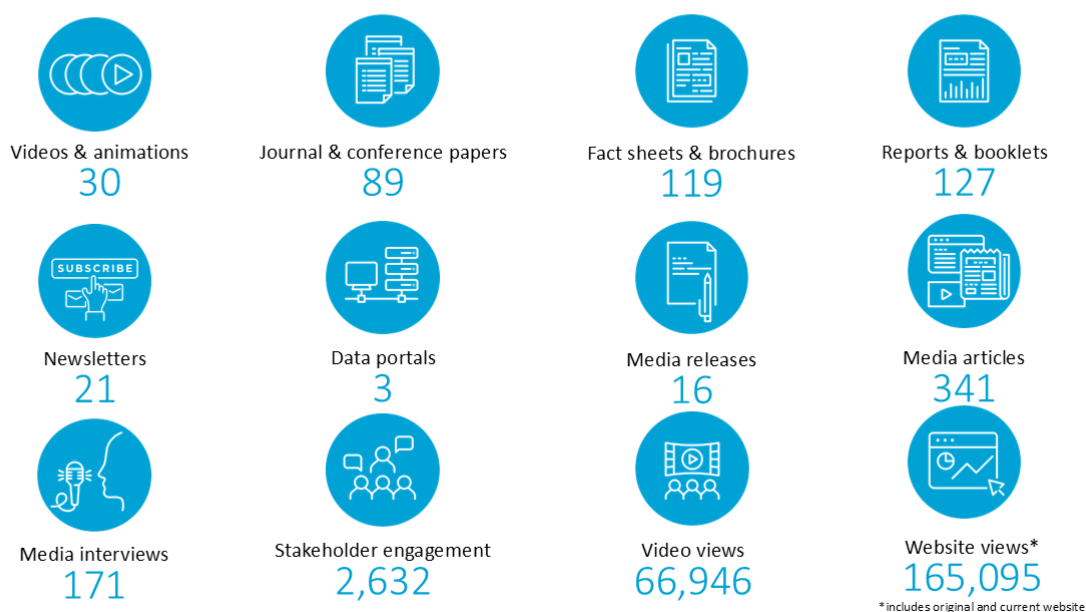 Videos & animations
30
Journal & conference papers
89
Fact sheets & brochures
119
Reports & booklets
127
SUBSCRIBE
Newsletters
21
Data portals
3
Media releases
16
Media articles
341
Media interviews
171
Stakeholder engagement
2,632
Video views
66,946
Website views*
165,095
*includes original and current website